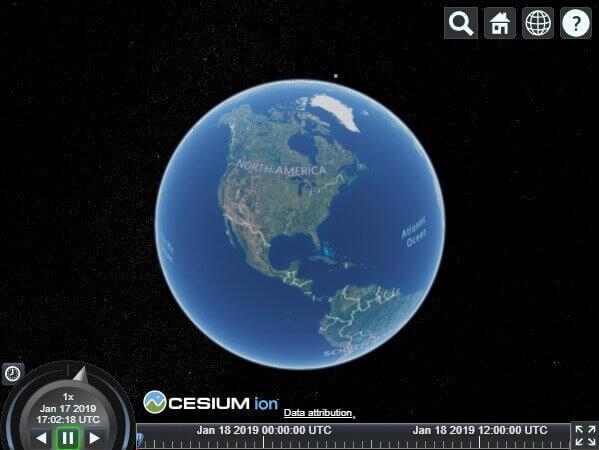 ?
NORTH AMERICA
Atlantic
Ocean
1x
Jan 17 2019
17:02:18 UTC
CESIUM ion
Data attribution
Jan 18 2019 00:00:00 UTC
Jan 18 2019 12:00:00 UTC